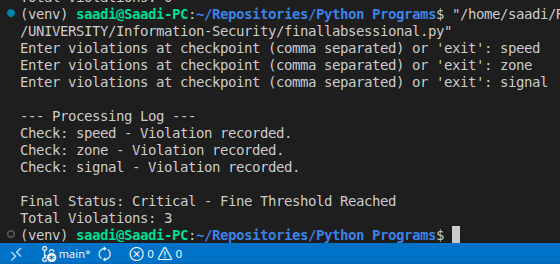 (venv) saadi@Saadi-PC:~/Repositories/Python Programs$ "/home/saadi/
/UNIVERSITY/Information-Security/finallabsessional.py"
Enter violations at checkpoint (comma separated) or 'exit': speed
Enter violations at checkpoint (comma separated) or 'exit': zone
Enter violations at checkpoint (comma separated) or 'exit': signal
--- Processing Log ---
Check: speed - Violation recorded.
Check: zone - Violation recorded.
Check: signal - Violation recorded.
Final Status: Critical - Fine Threshold Reached
Total Violations: 3
(venv) saadi@Saadi-PC:~/Repositories/Python Programs$
main* 0 0